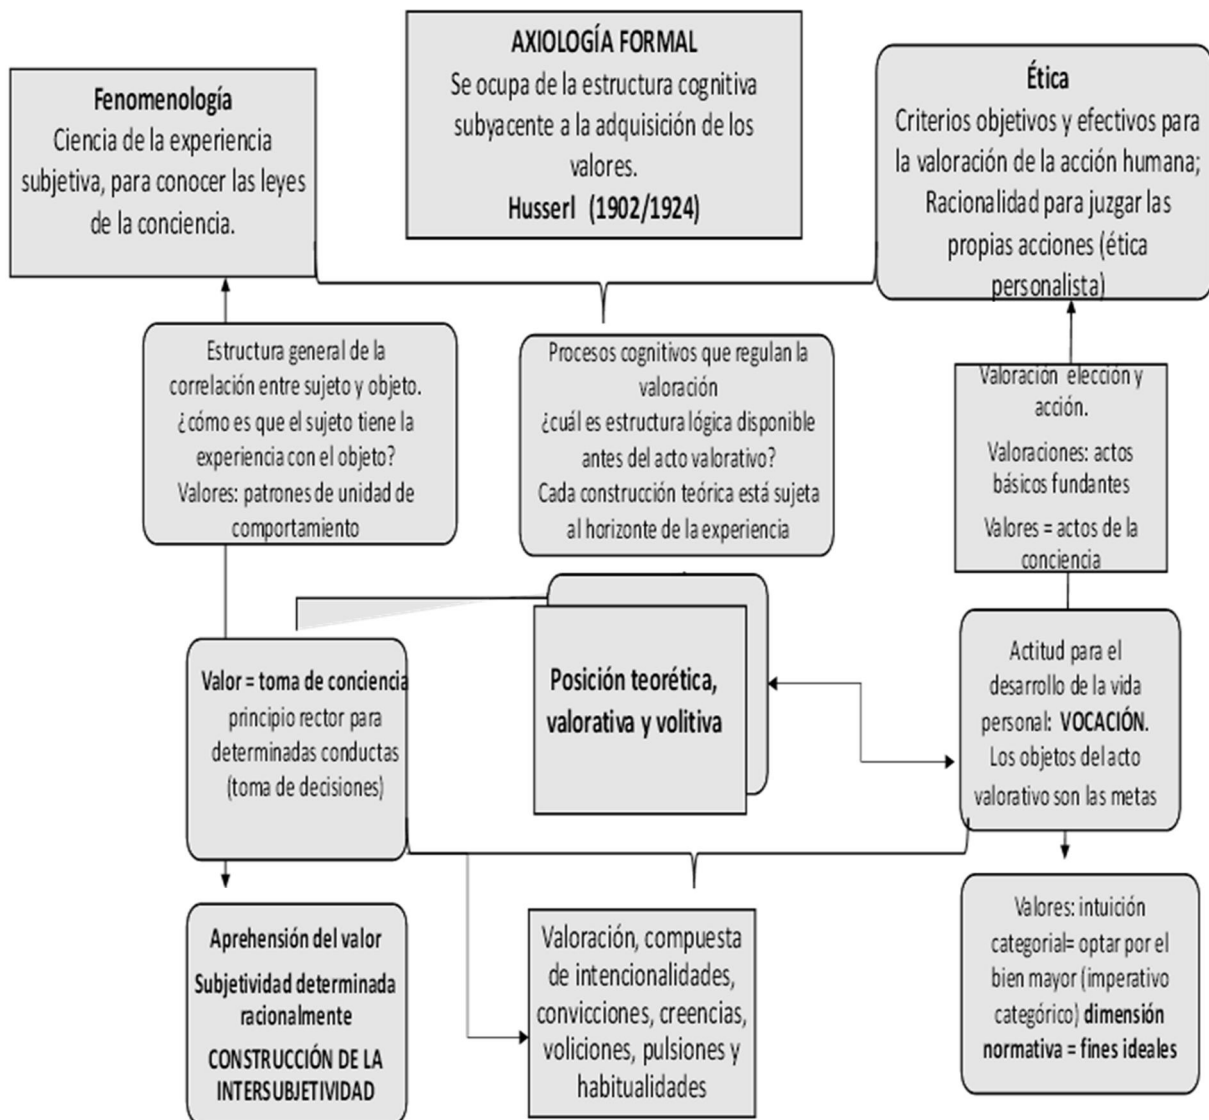 AXIOLOGÍA FORMAL
Se ocupa de la estructura cognitiva
subyacente a la adquisición de los
valores.
Husserl (1902/1924)
Fenomenología
Ciencia de la experiencia
subjetiva, para conocer las leyes
de la conciencia.
Ética
Criterios objetivos y efectivos para
la valoración de la acción humana;
Racionalidad para juzgar las
propias acciones (ética
personalista)
Estructura general de la
correlación entre sujeto y objeto.
¿cómo es que el sujeto tiene la
experiencia con el objeto?
Valores: patrones de unidad de
comportamiento
Procesos cognitivos que regulan la
valoración
¿cuál es estructura lógica disponible
antes del acto valorativo?
Cada construcción teórica está sujeta
al horizonte de la experiencia
Valoración elección y
acción.
Valoraciones: actos
básicos fundantes
Valores = actos de la
conciencia
Valor = toma de conciencia
principio rector para
determinadas conductas
(toma de decisiones)
Posición teorética,
valorativa y volitiva
Actitud para el
desarrollo de la vida
personal: VOCACIÓN.
Los objetos del acto
valorativo son las metas
Aprehensión del valor
Subjetividad determinada
racionalmente
CONSTRUCCIÓN DE LA
INTERSUBJETIVIDAD
Valoración, compuesta
de intencionalidades,
convicciones, creencias,
voliciones, pulsiones y
habitualidades
Valores: intuición
categorial= optar por el
bien mayor (imperativo
categórico) dimensión
normativa = fines ideales